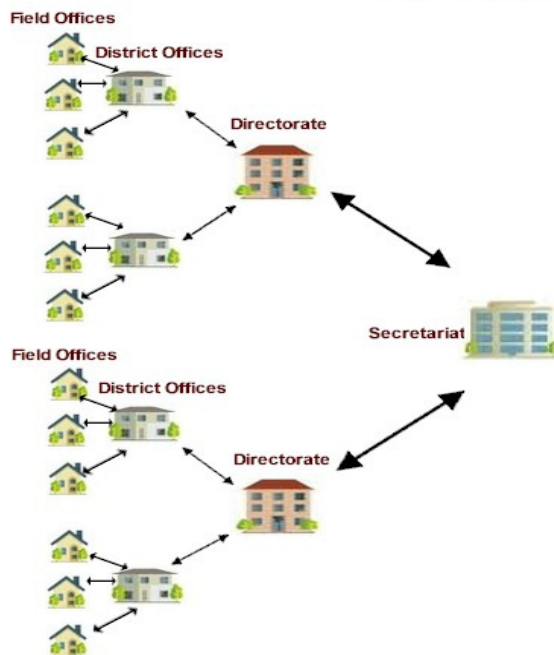 Field Offices
District Offices
Directorate
Secretariat
Field Offices
District Offices
Directorate